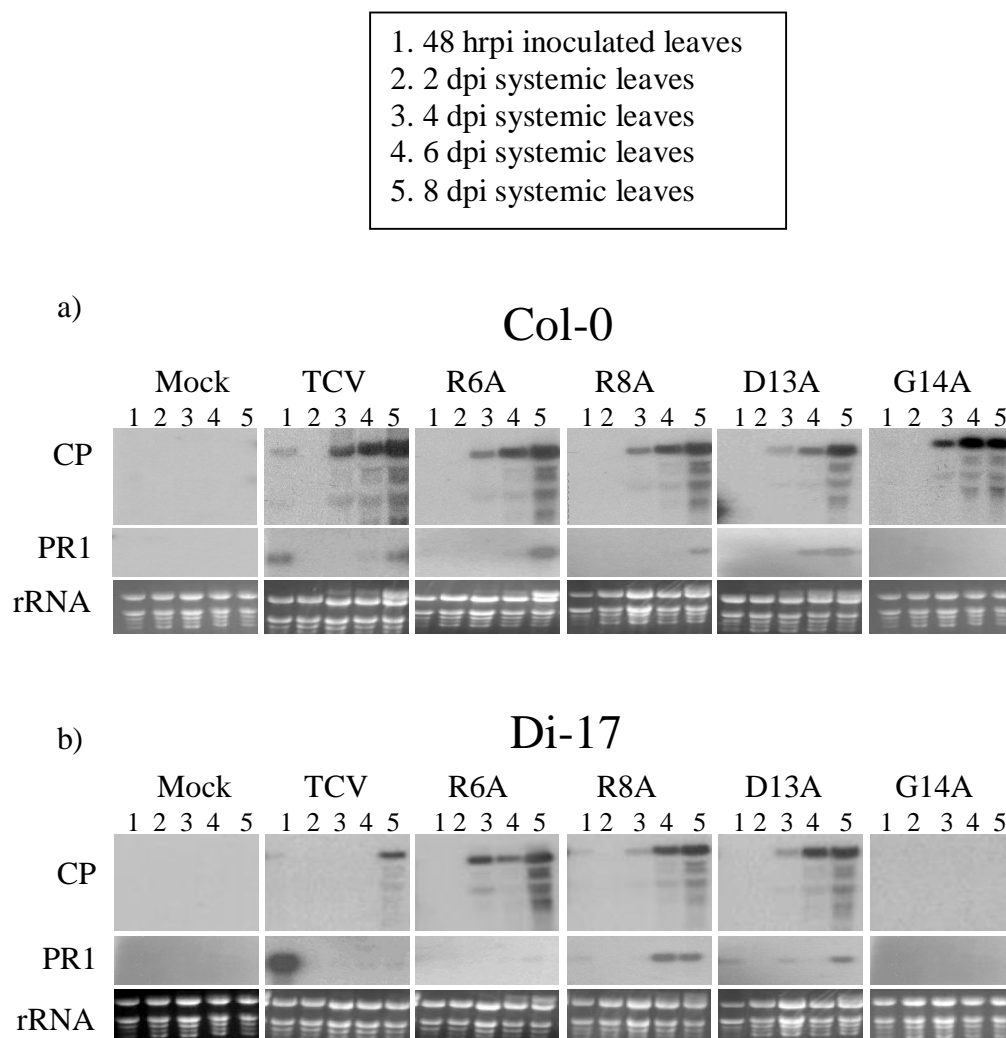 1. 48 hrpi inoculated leaves
2. 2 dpi systemic leaves
3. 4 dpi systemic leaves
4. 6 dpi systemic leaves
5. 8 dpi systemic leaves
a)
Col-0
Mock TCV R6A R8A D13A G14A
1 2 3 4 5 1 2 3 4 5 1 2 3 4 5 1 2 3 4 5 1 2 3 4 5 1 2 3 4 5
CP
PR1
rRNA
b)
Di-17
Mock TCV R6A R8A D13A G14A
1 2 3 4 5 1 2 3 4 5 1 2 3 4 5 1 2 3 4 5 1 2 3 4 5 1 2 3 4 5
CP
PR1
rRNA